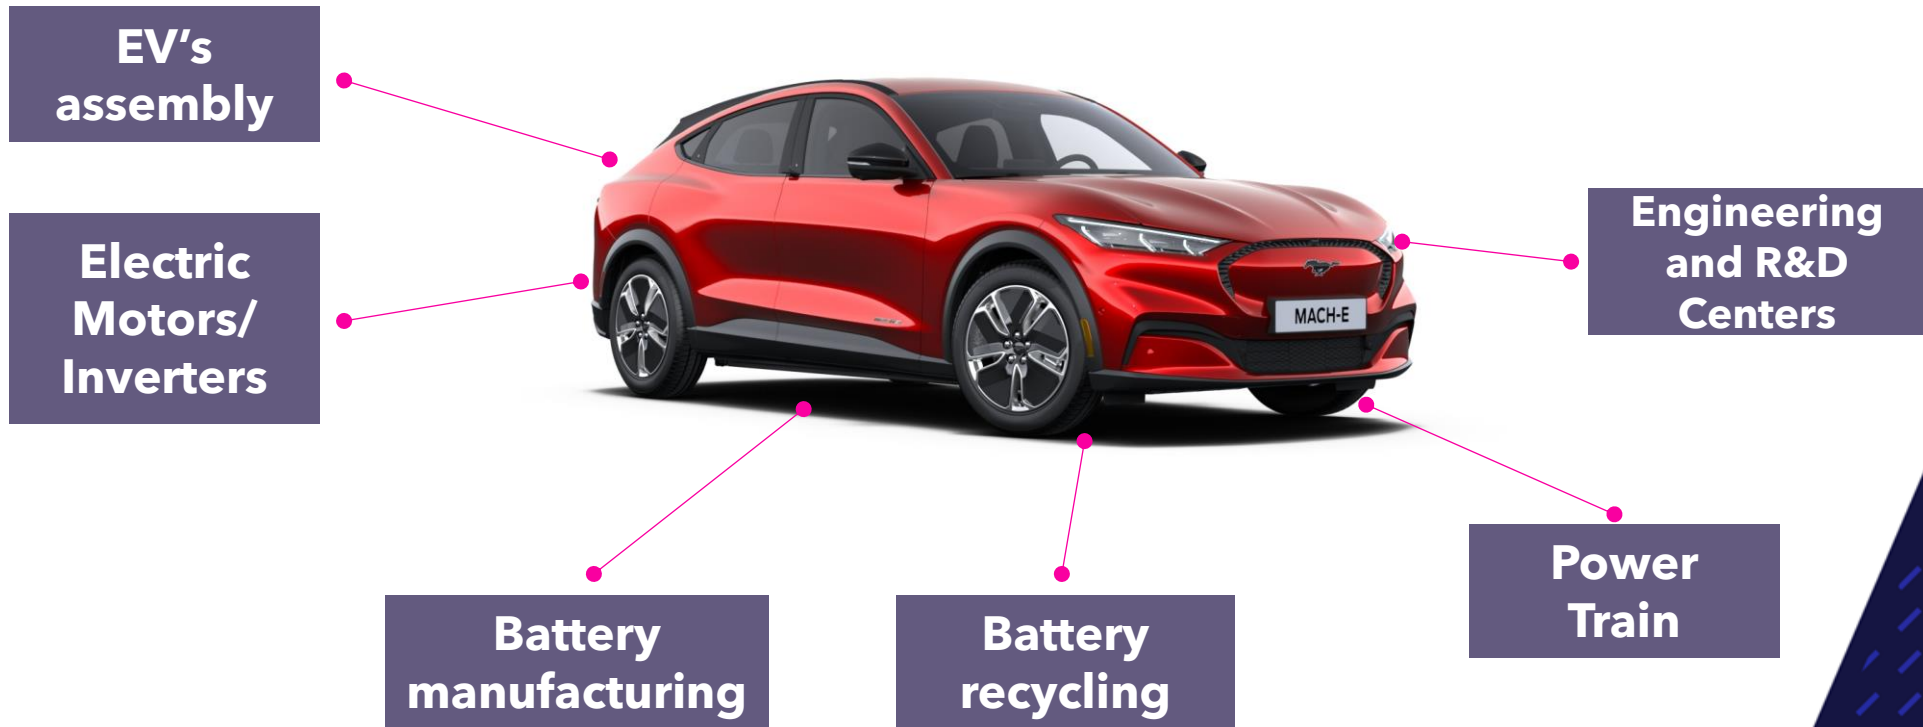 EV’s
assembly
Electric
Motors/
Inverters
Engineering
and R&D
Centers
MACH-E
Power
Train
Battery
manufacturing
Battery
recycling